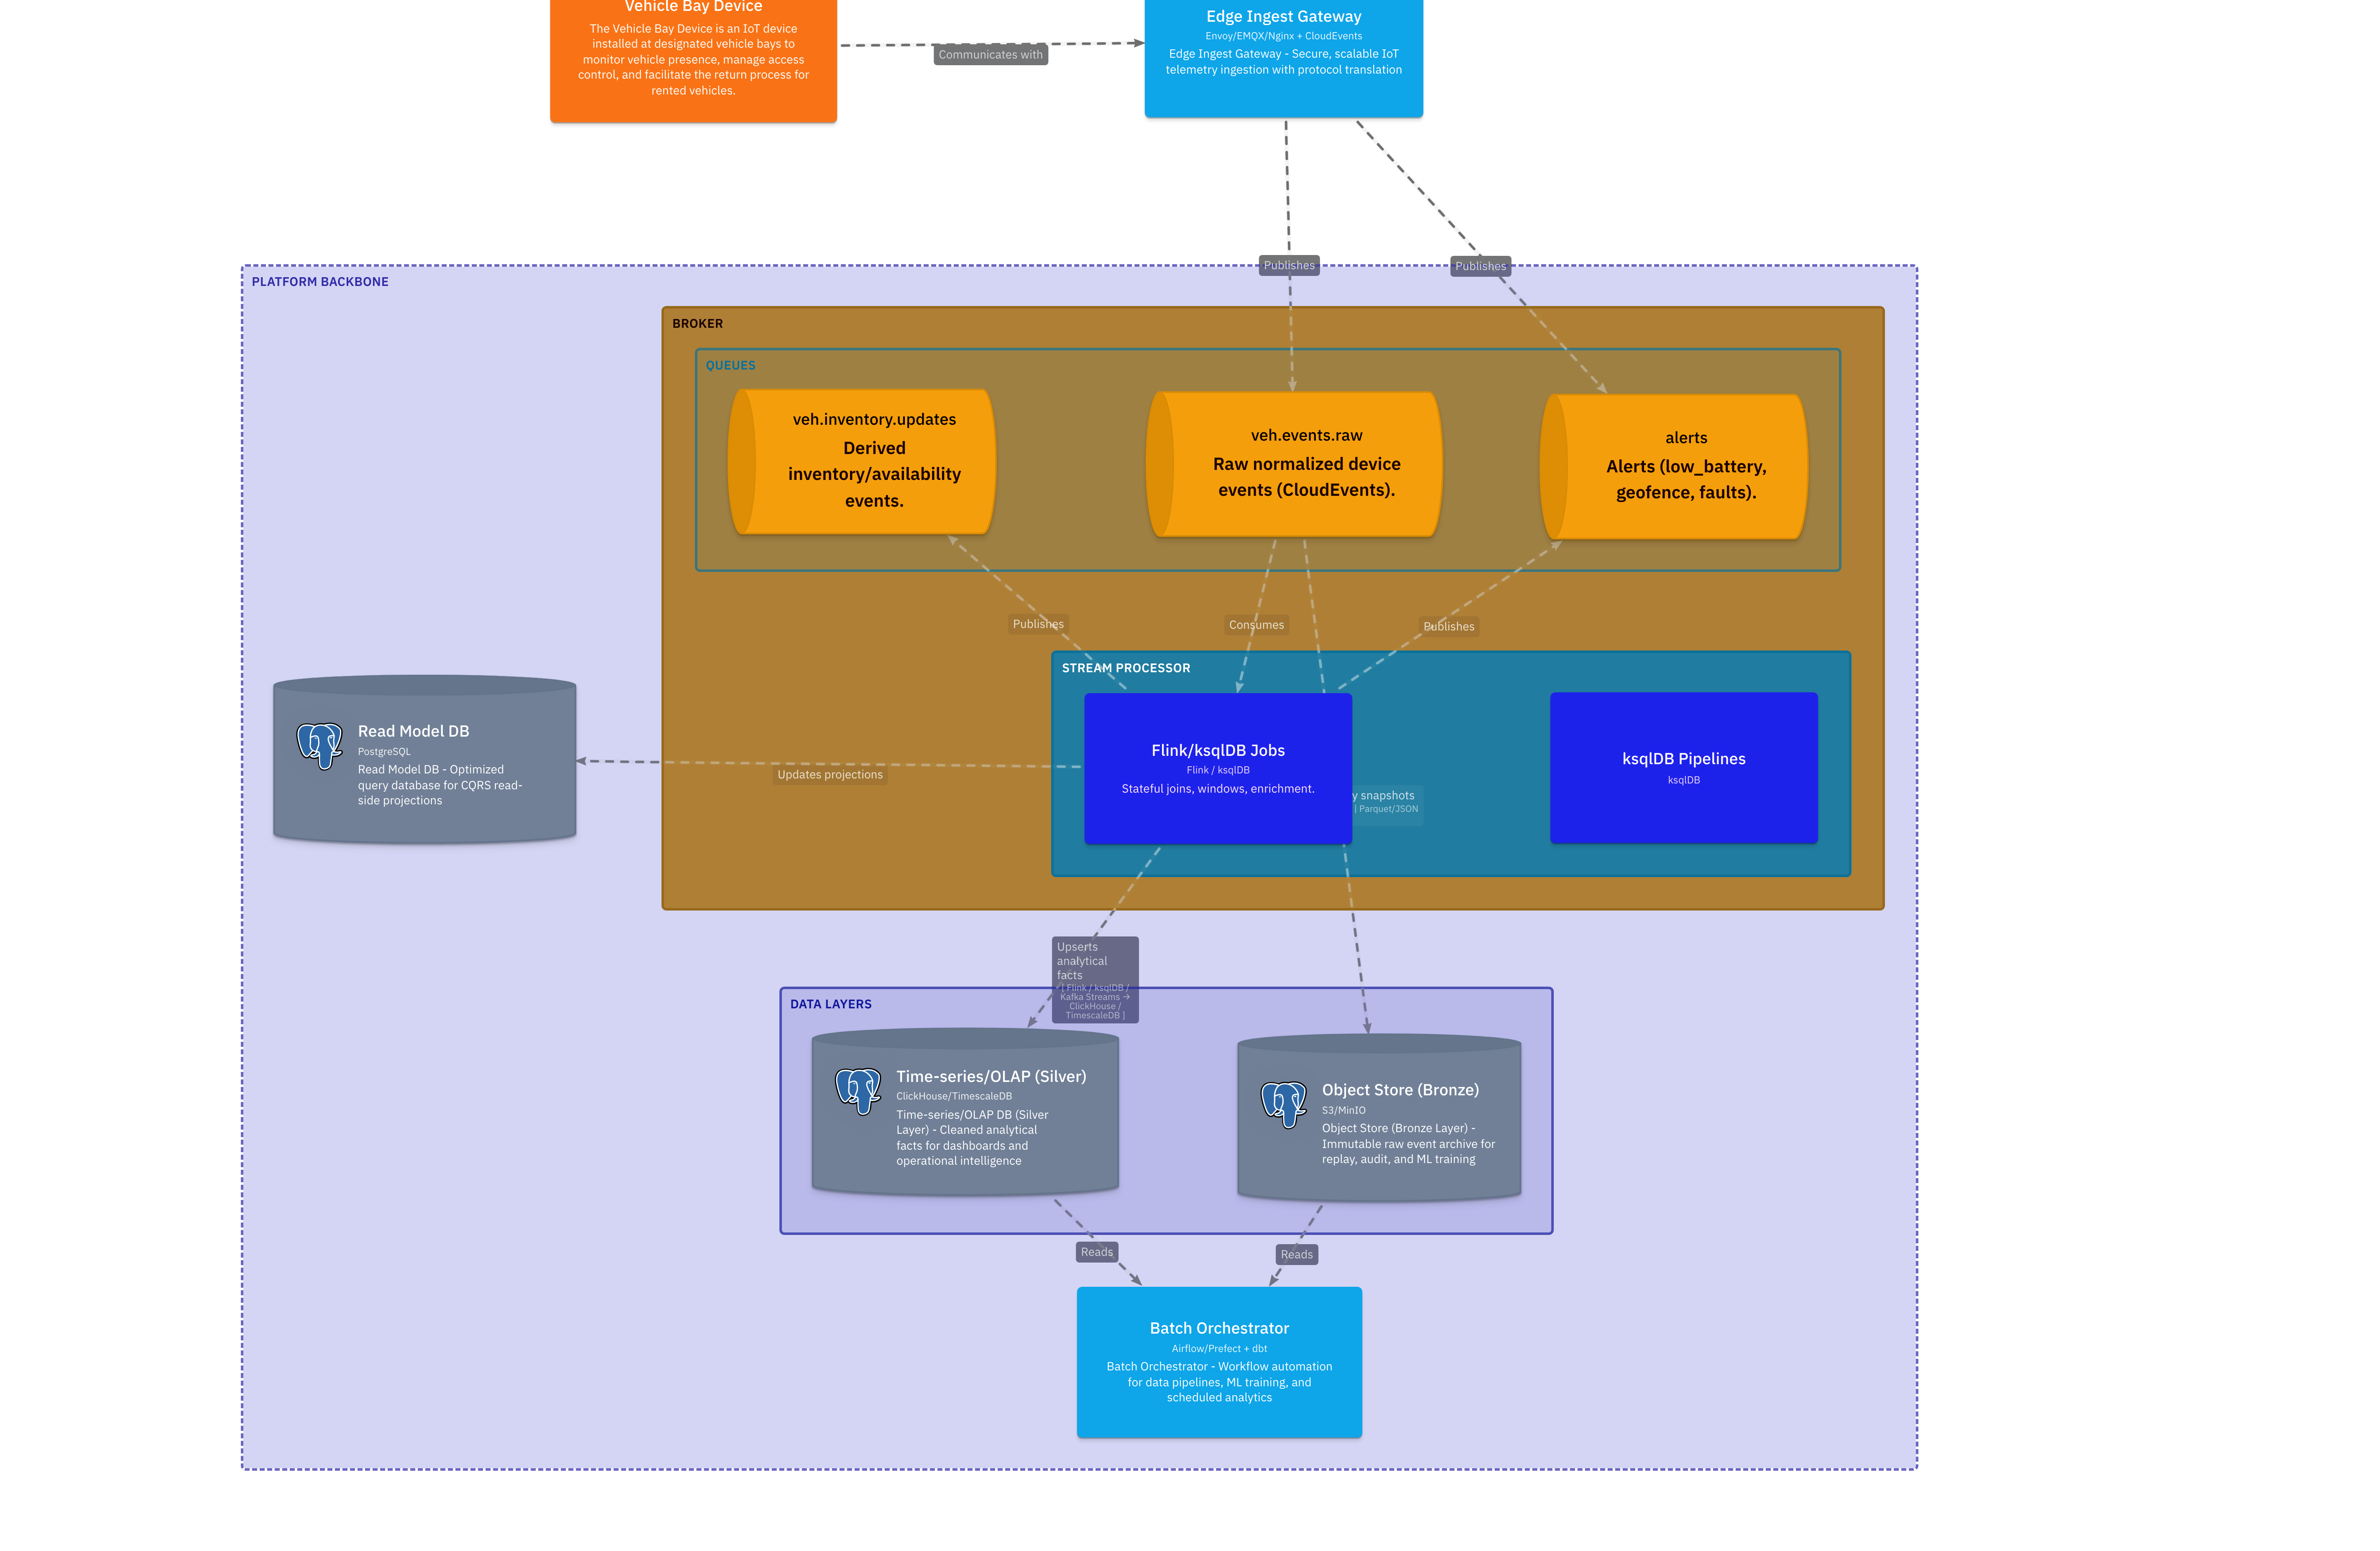 Vehicle Bay Device
The Vehicle Bay Device is an IoT device
installed at designated vehicle bays to
monitor vehicle presence, manage access
control, and facilitate the return process for
rented vehicles.
Communicates with
Edge Ingest Gateway
Envoy/EMQX/Nginx + CloudEvents
Edge Ingest Gateway - Secure, scalable IoT
telemetry ingestion with protocol translation
Publishes
Publishes
PLATFORM BACKBONE
BROKER
QUEUES
veh.inventory.updates
Derived
inventory/availability
events.
veh.events.raw
Raw normalized device
events (CloudEvents).
alerts
Alerts (low_battery,
geofence, faults).
Publishes
Consumes
Publishes
STREAM PROCESSOR
Read Model DB
PostgreSQL
Read Model DB - Optimized
query database for CQRS read-
side projections
Updates projections
Flink/ksqlDB Jobs
Flink / ksqlDB
Stateful joins, windows, enrichment.
y snapshots
| Parquet/JSON
ksqlDB Pipelines
ksqlDB
Upserts
analytical
facts
[ Flink / ksqlDB /
Kafka Streams →
ClickHouse /
TimescaleDB ]
DATA LAYERS
Time-series/OLAP (Silver)
ClickHouse/TimescaleDB
Time-series/OLAP DB (Silver
Layer) - Cleaned analytical
facts for dashboards and
operational intelligence
Object Store (Bronze)
S3/MinIO
Object Store (Bronze Layer) -
Immutable raw event archive for
replay, audit, and ML training
Reads
Reads
Batch Orchestrator
Airflow/Prefect + dbt
Batch Orchestrator - Workflow automation
for data pipelines, ML training, and
scheduled analytics